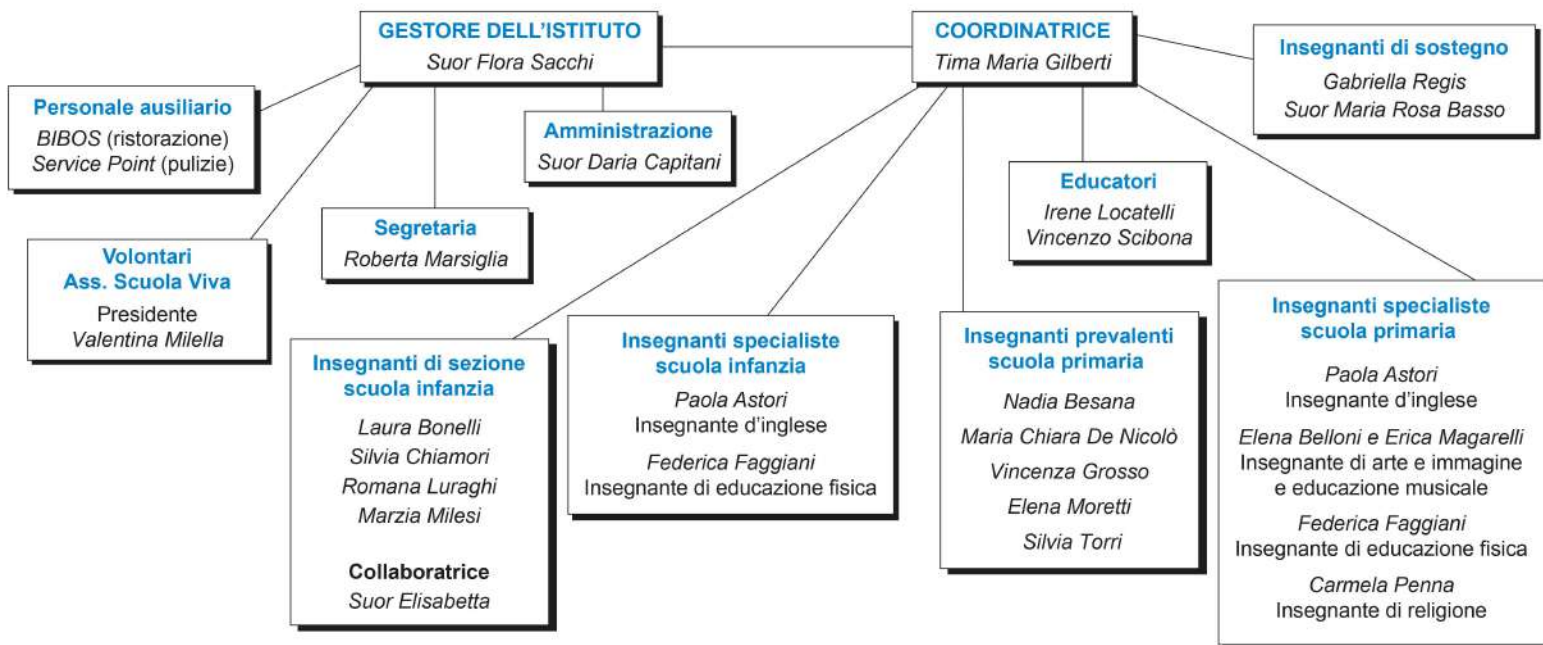 GESTORE DELL'ISTITUTO
Suor Flora Sacchi
COORDINATRICE
Tima Maria Gilberti
Insegnanti di sostegno
Gabriella Regis
Suor Maria Rosa Basso
Personale ausiliario
BIBOS (ristorazione)
Service Point (pulizie)
Amministrazione
Suor Daria Capitani
Educatori
Irene Locatelli
Vincenzo Scibona
Segretaria
Roberta Marsiglia
Volontari
Ass. Scuola Viva
Presidente
Valentina Milella
Insegnanti di sezione
scuola infanzia
Laura Bonelli
Silvia Chiamori
Romana Luraghi
Marzia Milesi
Collaboratrice
Suor Elisabetta
Insegnanti specialiste
scuola infanzia
Paola Astori
Insegnante d'inglese
Federica Faggiani
Insegnante di educazione fisica
Insegnanti prevalenti
scuola primaria
Nadia Besana
Maria Chiara De Nicolò
Vincenza Grosso
Elena Moretti
Silvia Torri
Insegnanti specialiste
scuola primaria
Paola Astori
Insegnante d'inglese
Elena Belloni e Erica Magarelli
Insegnante di arte e immagine
e educazione musicale
Federica Faggiani
Insegnante di educazione fisica
Carmela Penna
Insegnante di religione